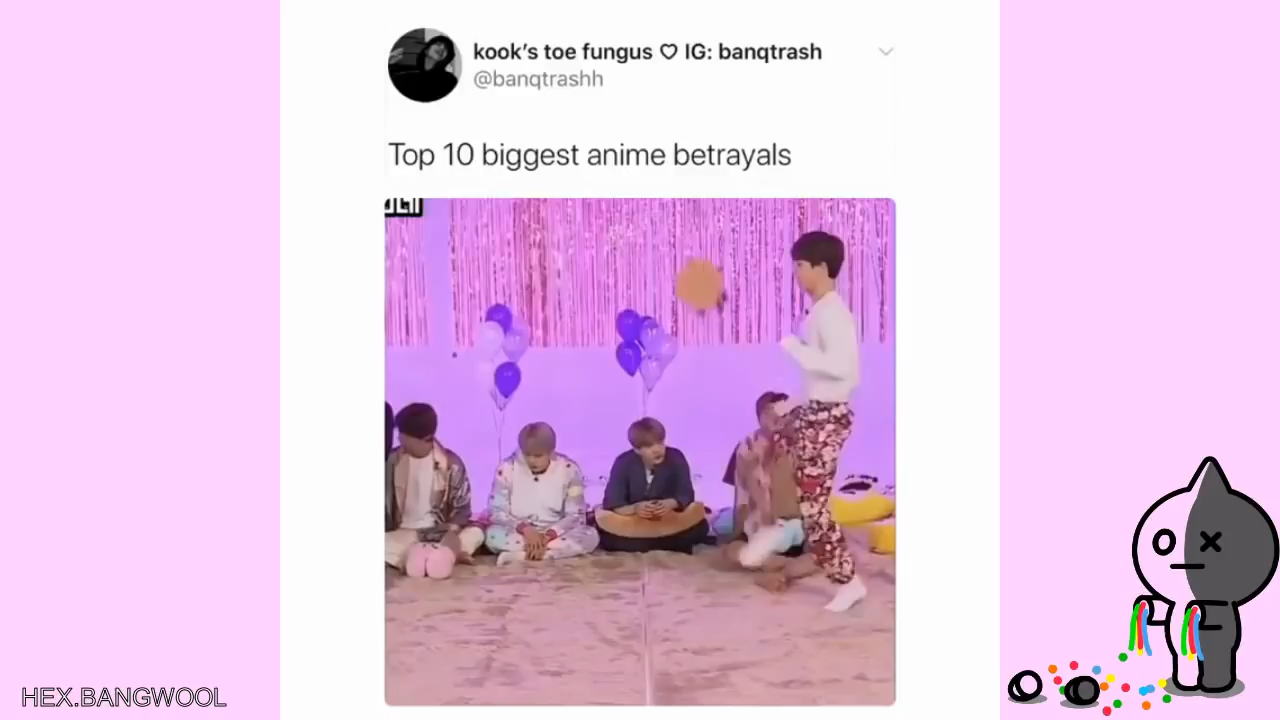 kook’s toe fungus ♡ IG: banqtrash
@banqtrashh
Top 10 biggest anime betrayals
HEX.BANGWOOL